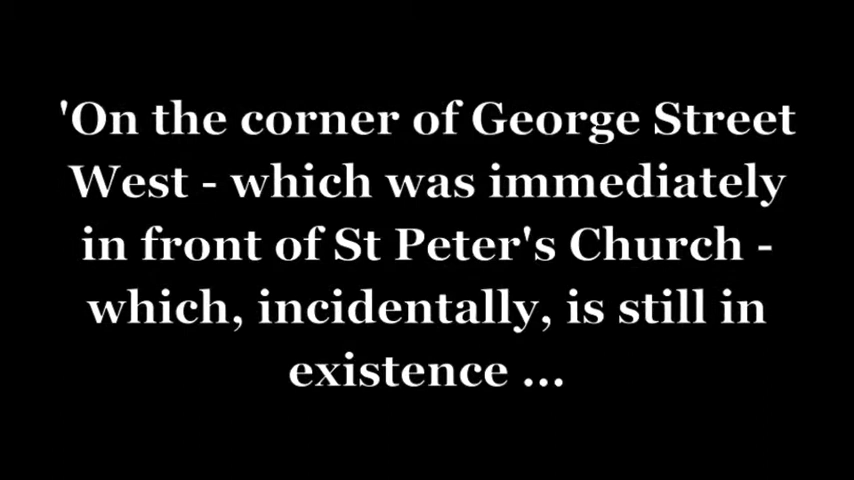 'On the corner of George Street
West - which was immediately
in front of St Peter's Church -
which, incidentally, is still in
existence ...